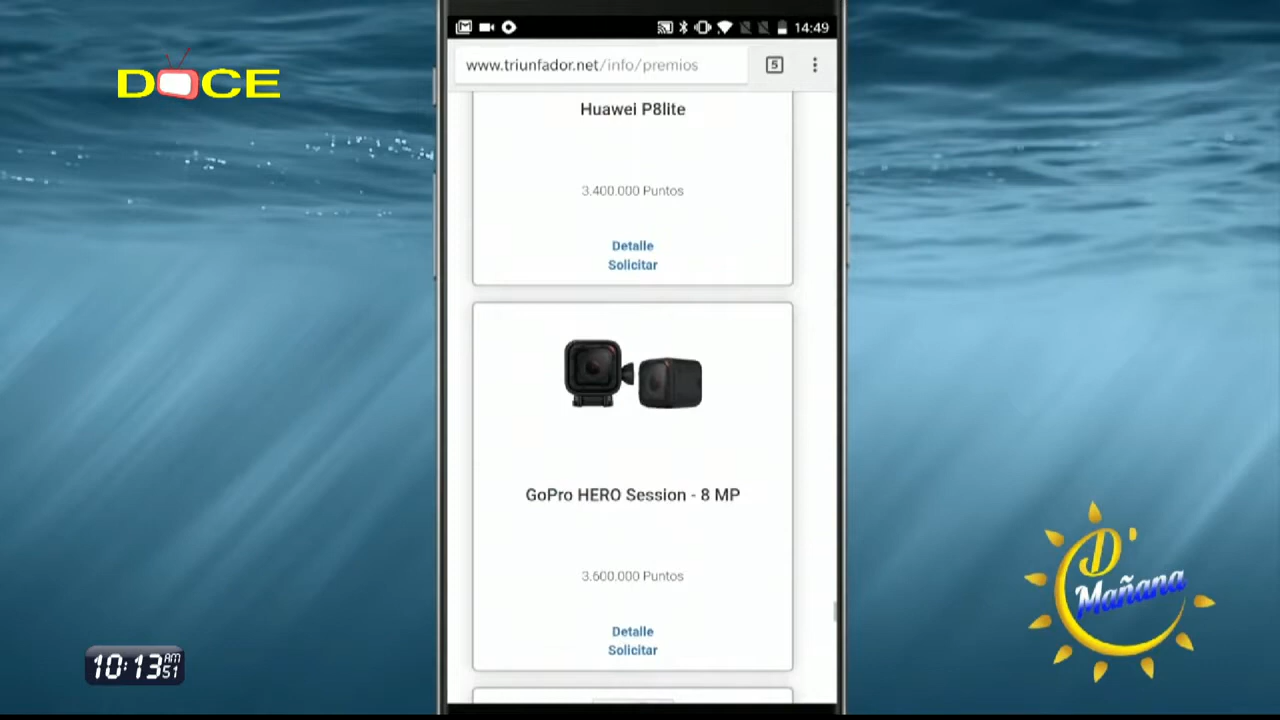 14:49
DOCE
www.triunfador.net/info/premios
5
Huawei P8lite
3.400.000 Puntos
Detalle
Solicitar
GoPro HERO Session - 8 MP
3.600.000 Puntos
Detalle
Solicitar
D'
Mañana
10:13 AM
51